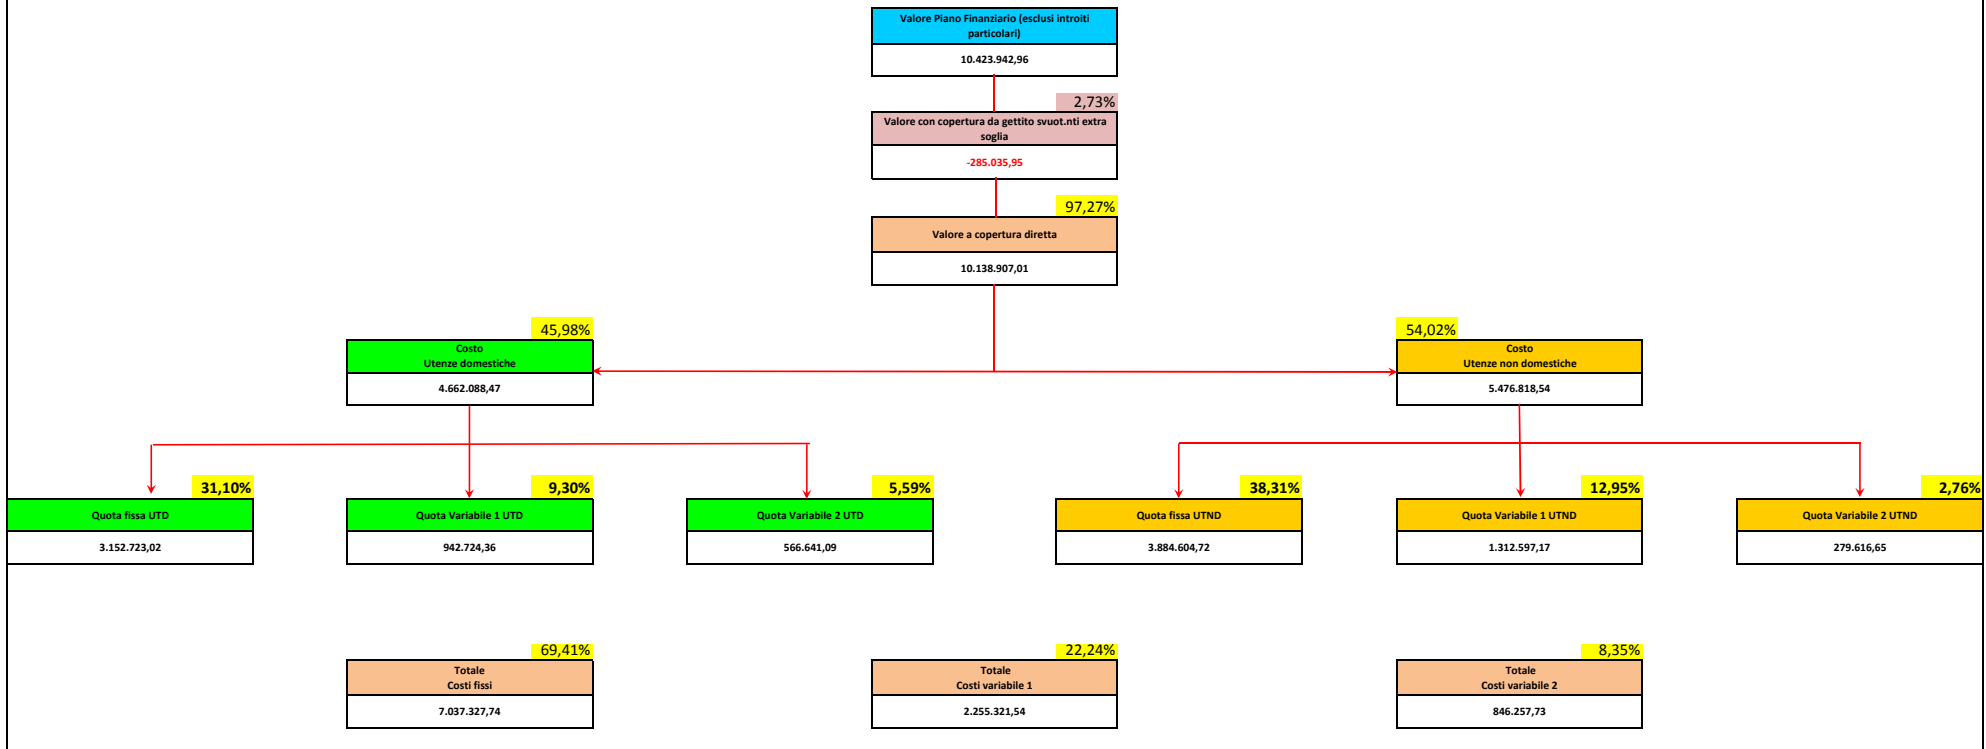 Valore Piano Finanziario (esclusi introiti
particolari)
10.423.942,96
2,73%
Valore con copertura da gettito svuot.nti extra
soglia
-285.035,95
97,27%
Valore a copertura diretta
10.138.907,01
45,98%
Costo
Utenze domestiche
4.662.088,47
54,02%
Costo
Utenze non domestiche
5.476.818,54
31,10%
Quota fissa UTD
3.152.723,02
9,30%
Quota Variabile 1 UTD
942.724,36
5,59%
Quota Variabile 2 UTD
566.641,09
38,31%
Quota fissa UTND
3.884.604,72
12,95%
Quota Variabile 1 UTND
1.312.597,17
2,76%
Quota Variabile 2 UTND
279.616,65
69,41%
Totale
Costi fissi
7.037.327,74
22,24%
Totale
Costi variabile 1
2.255.321,54
8,35%
Totale
Costi variabile 2
846.257,73